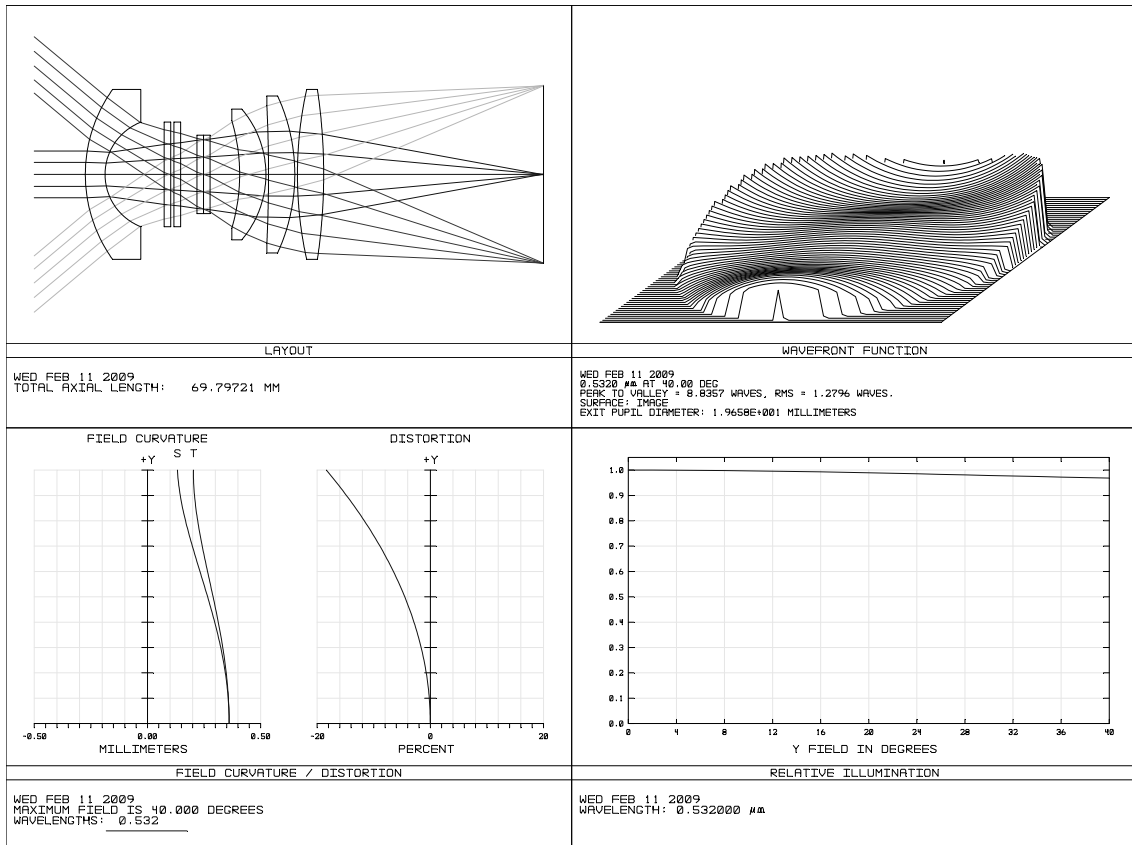 LAYOUT
WED FEB 11 2009
TOTAL AXIAL LENGTH: 69.79721 MM
WAVEFRONT FUNCTION
WED FEB 11 2009
0.5320 µm AT 40.00 DEG
PEAK TO VALLEY = 8.8357 WAVES, RMS = 1.2796 WAVES.
SURFACE: IMAGE
EXIT PUPIL DIAMETER: 1.9658E+001 MILLIMETERS
FIELD CURVATURE
S T
+Y
-0.50 0.00 0.50
MILLIMETERS
DISTORTION
+Y
-20 0 20
PERCENT
FIELD CURVATURE / DISTORTION
WED FEB 11 2009
MAXIMUM FIELD IS 40.000 DEGREES
WAVELENGTHS: 0.532
1.0
0.9
0.8
0.7
0.6
0.5
0.4
0.3
0.2
0.1
0.0
0 4 8 12 16 20 24 28 32 36 40
Y FIELD IN DEGREES
RELATIVE ILLUMINATION
WED FEB 11 2009
WAVELENGTH: 0.532000 µm